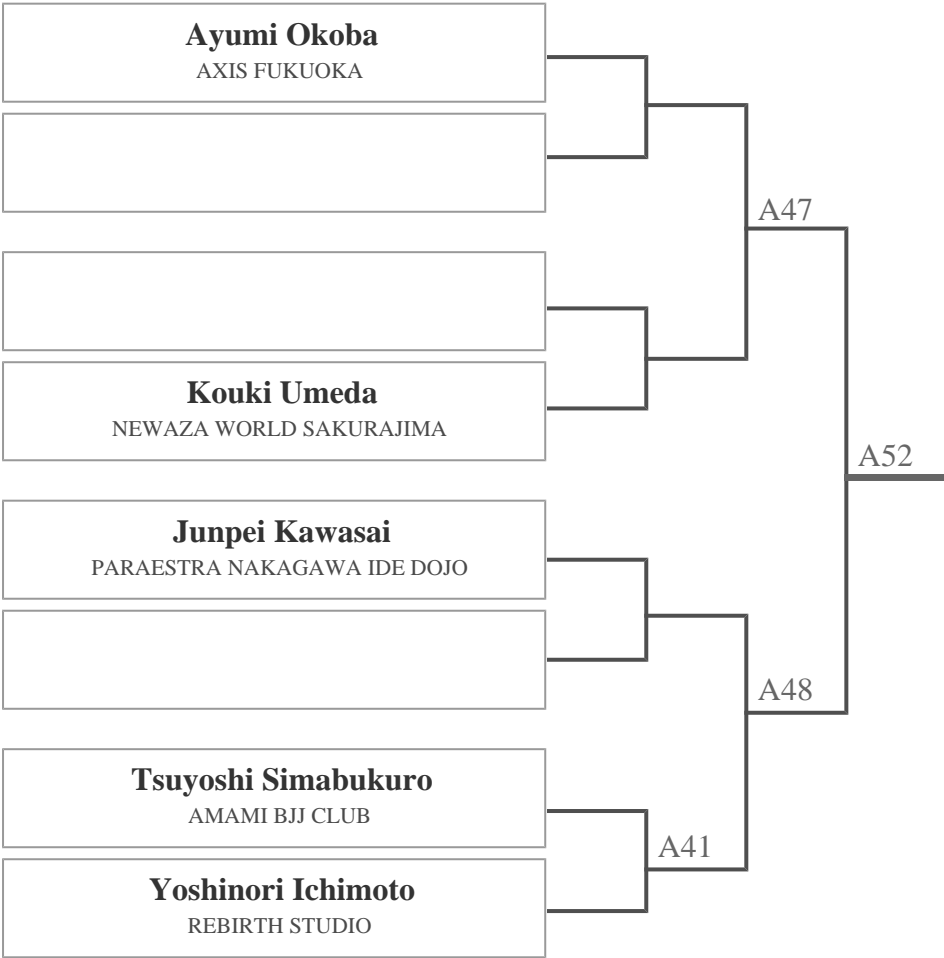 Ayumi Okoba
AXIS FUKUOKA
A47
Kouki Umeda
NEWAZA WORLD SAKURAJIMA
A52
Junpei Kawasai
PARAESTRA NAKAGAWA IDE DOJO
A48
Tsuyoshi Simabukuro
AMAMI BJJ CLUB
A41
Yoshinori Ichimoto
REBIRTH STUDIO